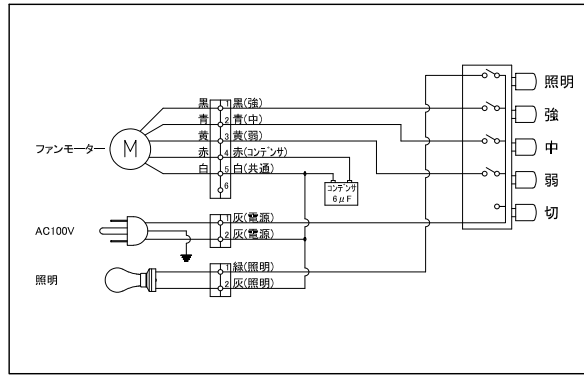 照明
強
中
弱
切
ファンモーター
M
黒 1 黒(強)
青 2 青(中)
黄 3 黄(弱)
赤 4 赤(コンデンサ)
白 5 白(共通)
6
コンデンサ
6μF
AC100V
1 灰(電源)
2 灰(電源)
照明
1 緑(照明)
2 灰(照明)